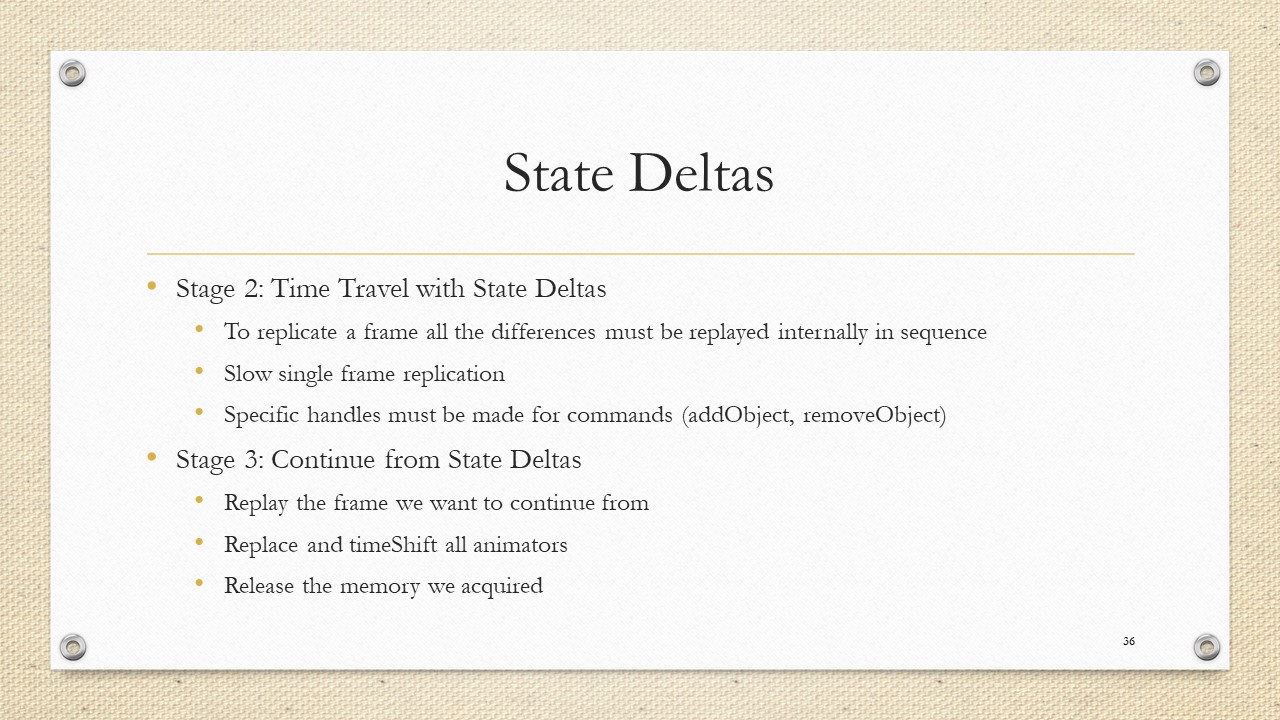 State Deltas
• Stage 2: Time Travel with State Deltas
• To replicate a frame all the differences must be replayed internally in sequence
• Slow single frame replication
• Specific handles must be made for commands (addObject, removeObject)
• Stage 3: Continue from State Deltas
• Replay the frame we want to continue from
• Replace and timeShift all animators
• Release the memory we acquired
36